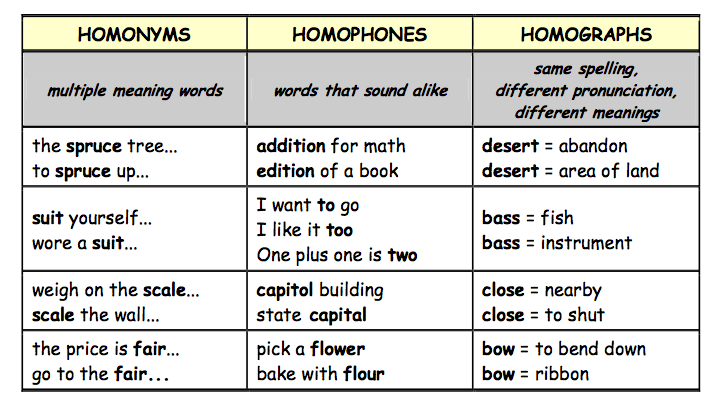 HOMONYMS
HOMOPHONES
HOMOGRAPHS
multiple meaning words
words that sound alike
same spelling,
different pronunciation,
different meanings
the spruce tree...
to spruce up...
addition for math
edition of a book
desert = abandon
desert = area of land
suit yourself...
wore a suit...
I want to go
I like it too
One plus one is two
bass = fish
bass = instrument
weigh on the scale...
scale the wall...
capitol building
state capital
close = nearby
close = to shut
the price is fair...
go to the fair...
pick a flower
bake with flour
bow = to bend down
bow = ribbon